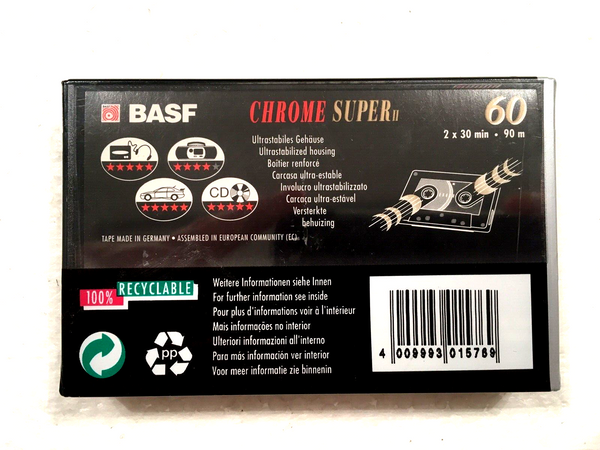 BASF
CHROME SUPER II
60
2 x 30 min • 90 m
Ultrastabiles Gehäuse
Ultrastabilized housing
Boîtier renforcé
Carcasa ultra-estable
Involucro ultrastabilizzato
Carcaça ultra-estável
Versterkte
behuizing
CD
TAPE MADE IN GERMANY • ASSEMBLED IN EUROPEAN COMMUNITY (EC)
100% RECYCLABLE
Weitere Informationen siehe Innen
For further information see inside
Pour plus d'informations voir à l'intérieur
Mais informações no interior
Ulteriori informazioni all'interno
Para más información ver interior
Voor meer informatie zie binnenin
PP
4 009993 015769